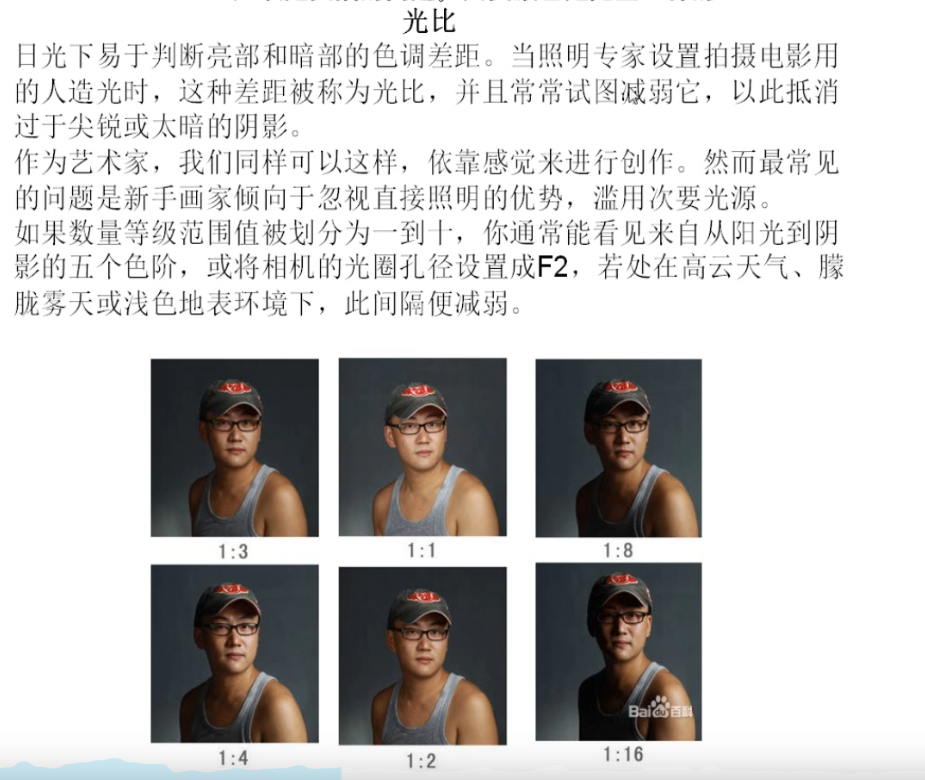 光比
日光下易于判断亮部和暗部的色调差距。当照明专家设置拍摄电影用
的人造光时，这种差距被称为光比，并且常常试图减弱它，以此抵消
过于尖锐或太暗的阴影。
作为艺术家，我们同样可以这样，依靠感觉来进行创作。然而最常见
的问题是新手画家倾向于忽视直接照明的优势，滥用次要光源。
如果数量等级范围值被划分为一到十，你通常能看见来自从阳光到阴
影的五个色阶，或将相机的光圈孔径设置成F2，若处在高云天气、朦
胧雾天或浅色地表环境下，此间隔便减弱。
1:3
1:1
1:8
1:4
1:2
Bai百科
1:16